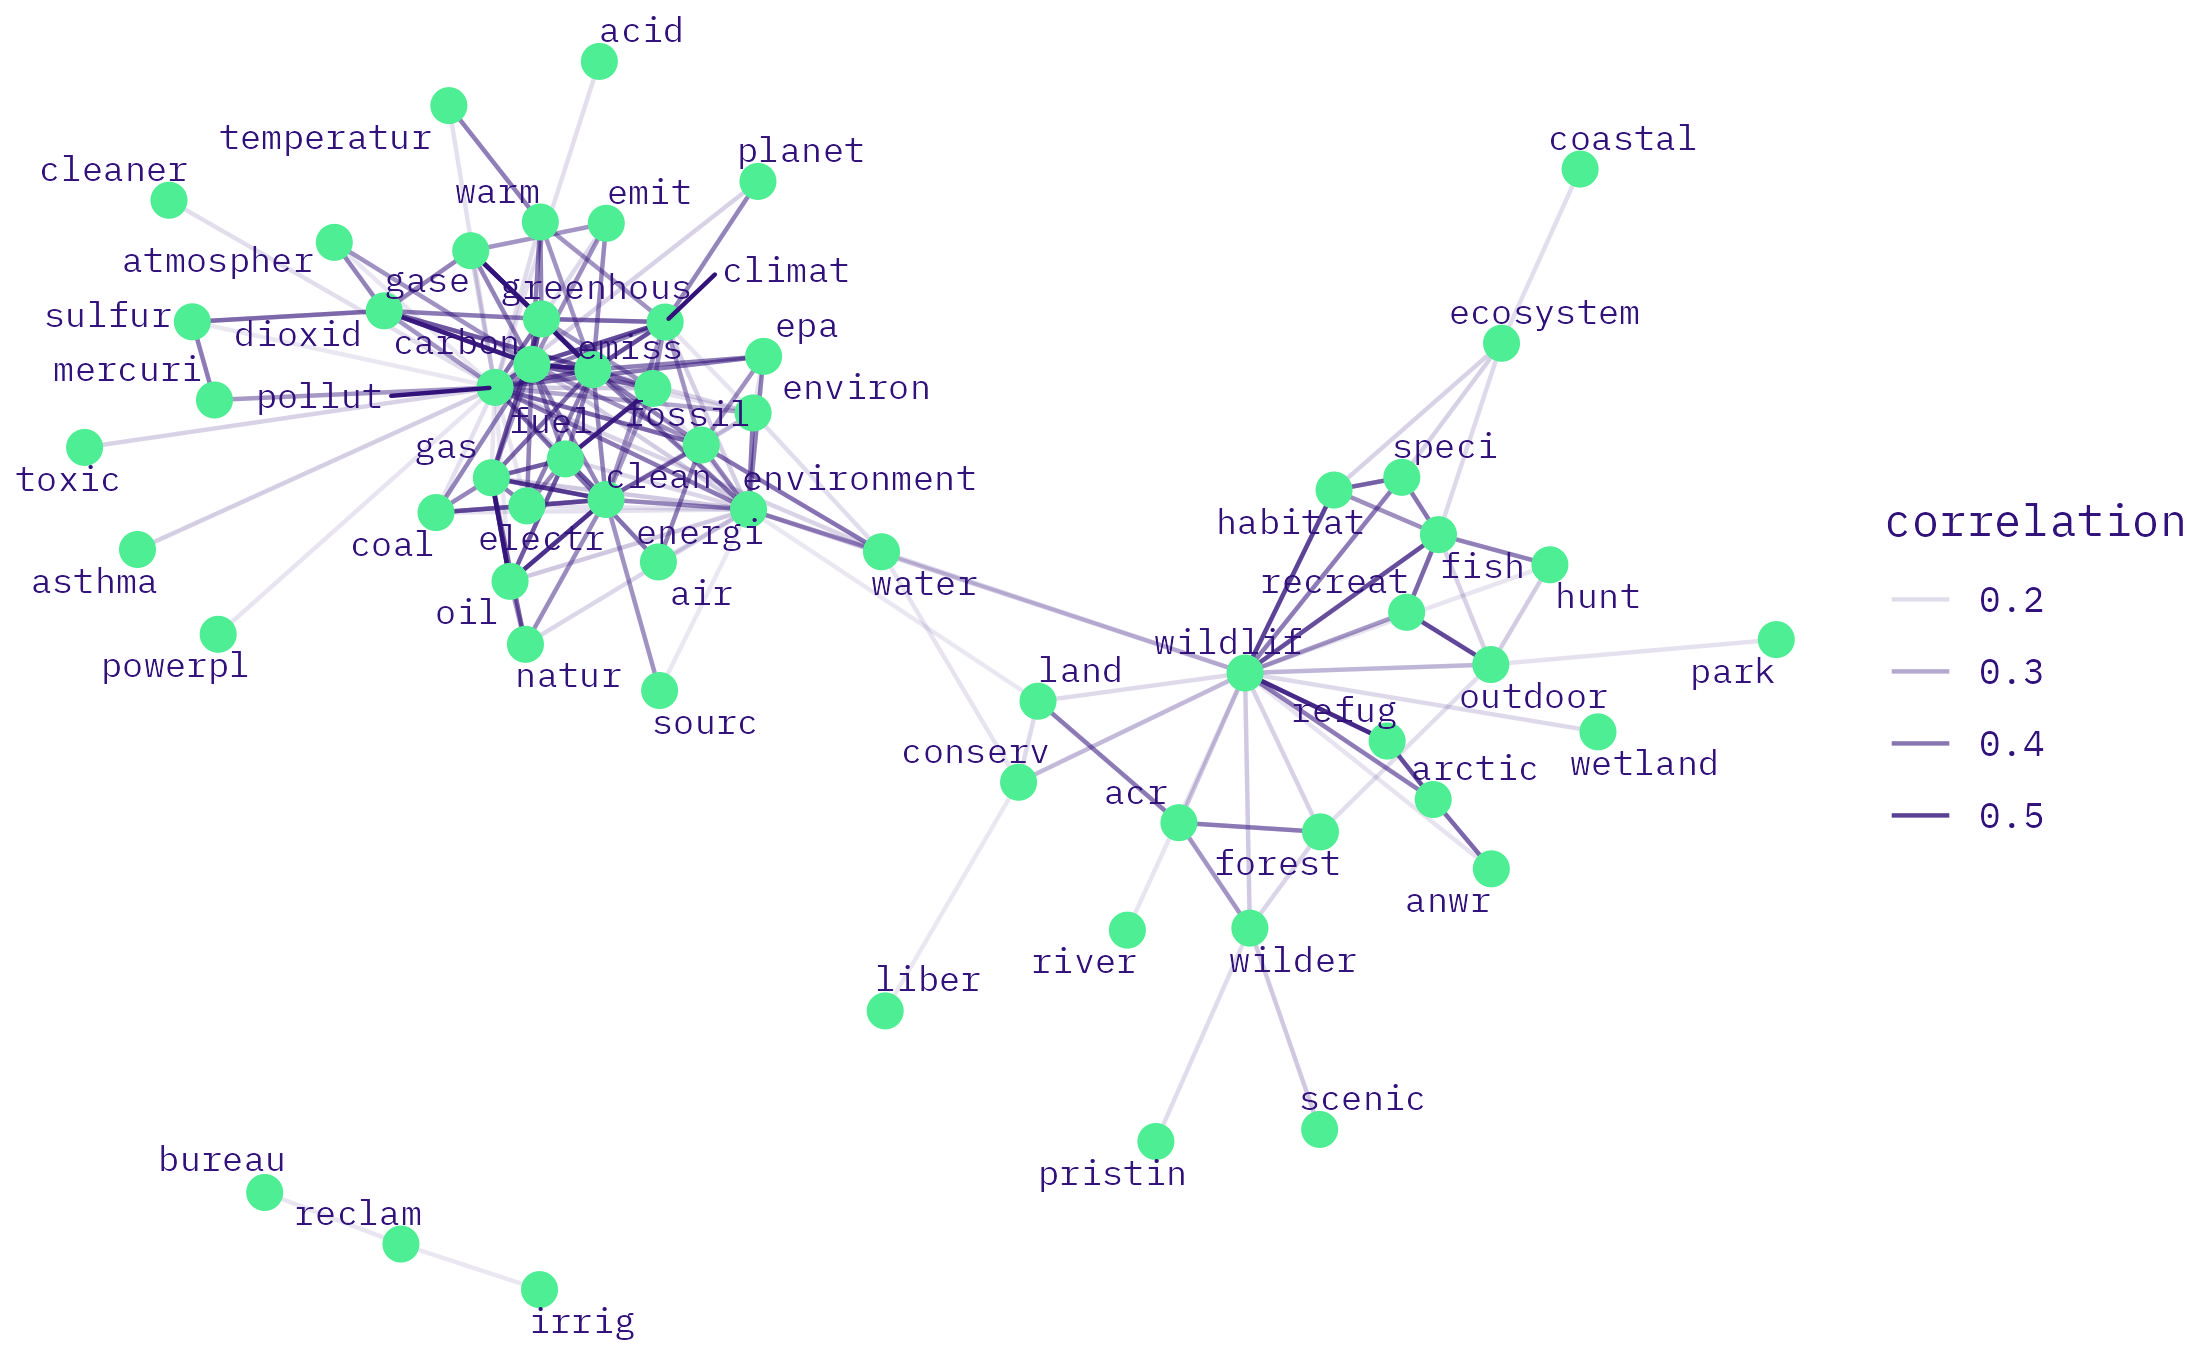 acid
temperatur
planet
coastal
cleaner
warm
emit
atmospher
gase
greenhous
climat
sulfur
dioxid
carbon
emiss
epa
ecosystem
mercuri
pollut
fuel
fossil
environ
gas
clean
environment
speci
toxic
coal
electr
energi
habitat
correlation
asthma
oil
air
water
recreat
fish
hunt
0.2
powerpl
natur
sourc
land
wildlif
park
0.3
conserv
refug
outdoor
0.4
acr
arctic
wetland
0.5
forest
anwr
liber
river
wilder
scenic
pristin
bureau
reclam
irrig